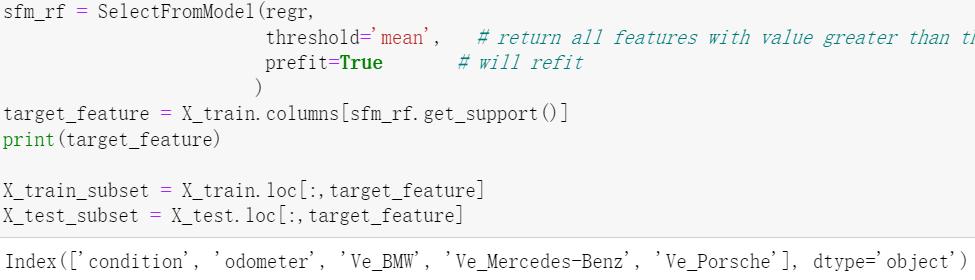 sfm_rf = SelectFromModel(regr,
threshold='mean',   # return all features with value greater than
prefit=True        # will refit
)
target_feature = X_train.columns[sfm_rf.get_support()]
print(target_feature)
X_train_subset = X_train.loc[:,target_feature]
X_test_subset = X_test.loc[:,target_feature]
Index(['condition', 'odometer', 'Ve_BMW', 'Ve_Mercedes-Benz', 'Ve_Porsche'], dtype='object')